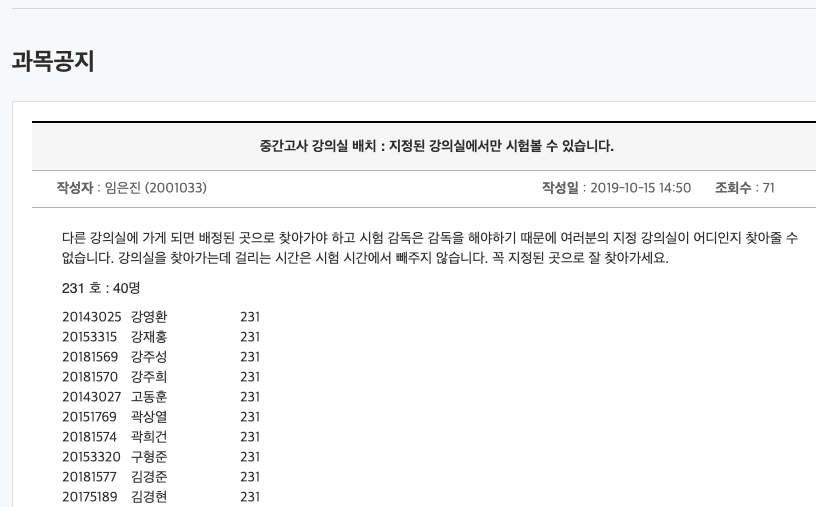 과목공지
중간고사 강의실 배치 : 지정된 강의실에서만 시험볼 수 있습니다.
작성자 : 임은진 (2001033) 작성일 : 2019-10-15 14:50 조회수 : 71
다른 강의실에 가게 되면 배정된 곳으로 찾아가야 하고 시험 감독은 감독을 해야하기 때문에 여러분의 지정 강의실이 어디인지 찾아줄 수
없습니다. 강의실을 찾아가는데 걸리는 시간은 시험 시간에서 빼주지 않습니다. 꼭 지정된 곳으로 잘 찾아가세요.
231 호 : 40명
20143025 강영환 231
20153315 강재홍 231
20181569 강주성 231
20181570 강주희 231
20143027 고동훈 231
20151769 곽상열 231
20181574 곽희건 231
20153320 구형준 231
20181577 김경준 231
20175189 김경현 231